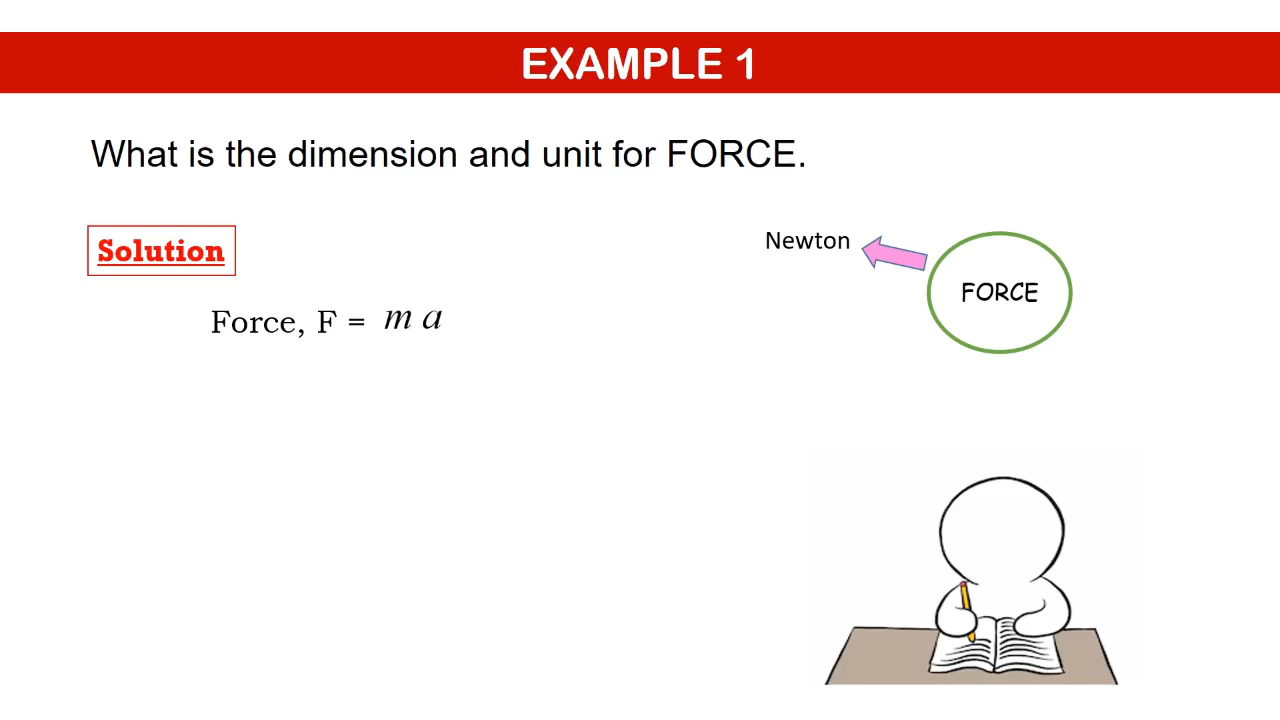 EXAMPLE 1
What is the dimension and unit for FORCE.
Solution
Newton
FORCE
Force, F = m a